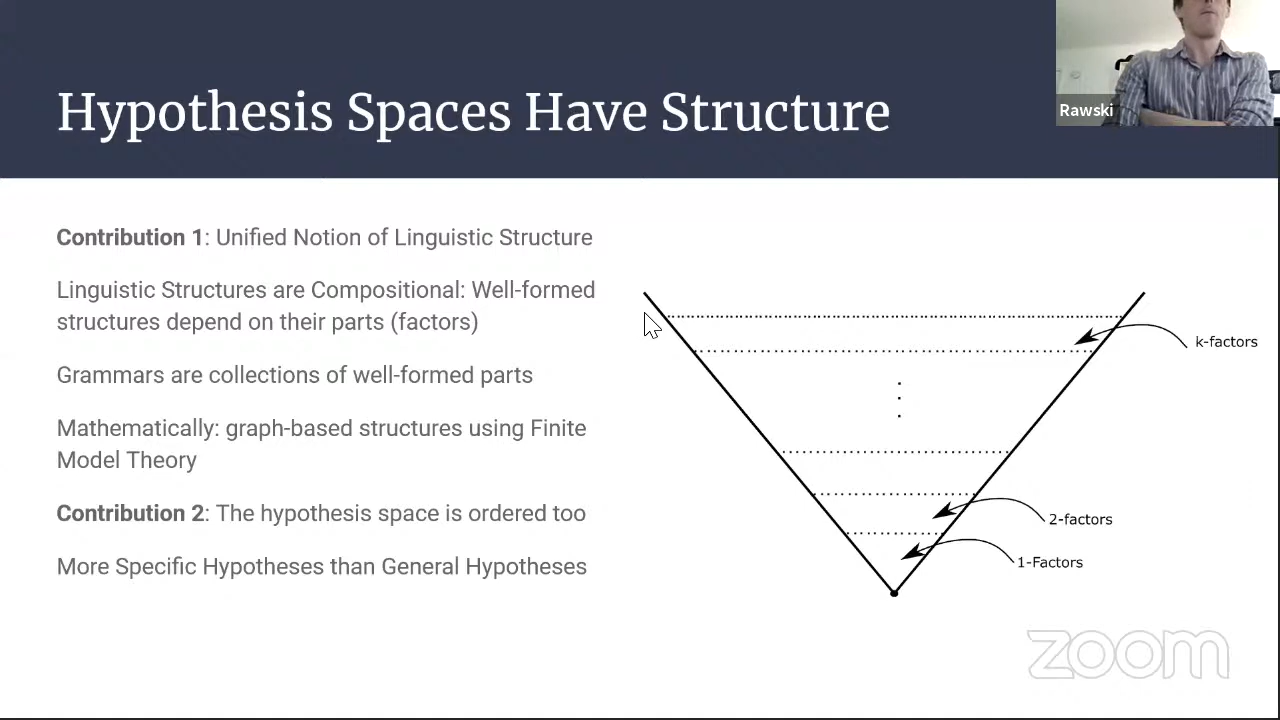 Hypothesis Spaces Have Structure
Rawski
Contribution 1: Unified Notion of Linguistic Structure
Linguistic Structures are Compositional: Well-formed
structures depend on their parts (factors)
Grammars are collections of well-formed parts
Mathematically: graph-based structures using Finite
Model Theory
Contribution 2: The hypothesis space is ordered too
More Specific Hypotheses than General Hypotheses
k-factors
2-factors
1-Factors
zoom